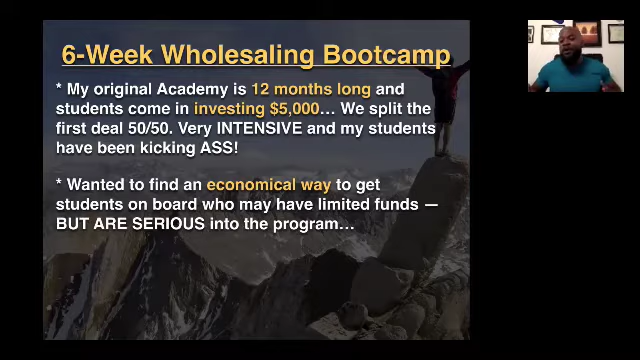 6-Week Wholesaling Bootcamp
* My original Academy is 12 months long and
students come in investing $5,000... We split the
first deal 50/50. Very INTENSIVE and my students
have been kicking ASS!
* Wanted to find an economical way to get
students on board who may have limited funds —
BUT ARE SERIOUS into the program...